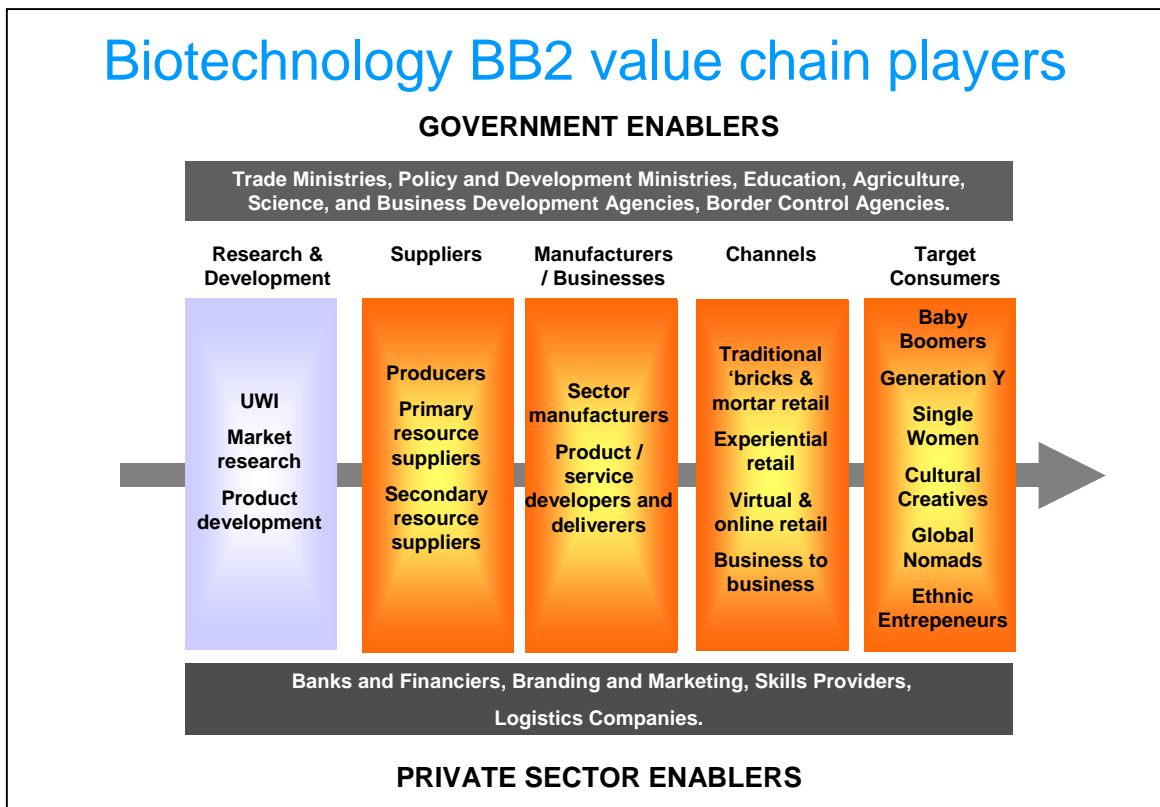 Biotechnology BB2 value chain players
GOVERNMENT ENABLERS
Trade Ministries, Policy and Development Ministries, Education, Agriculture,
Science, and Business Development Agencies, Border Control Agencies.
Research &
Development
UWI
Market
research
Product
development
Suppliers
Producers
Primary
resource
suppliers
Secondary
resource
suppliers
Manufacturers
/ Businesses
Sector
manufacturers
Product /
service
developers and
deliverers
Channels
Traditional
‘bricks &
mortar retail
Experiential
retail
Virtual &
online retail
Business to
business
Target
Consumers
Baby
Boomers
Generation Y
Single
Women
Cultural
Creatives
Global
Nomads
Ethnic
Entrepeneurs
Banks and Financiers, Branding and Marketing, Skills Providers,
Logistics Companies.
PRIVATE SECTOR ENABLERS